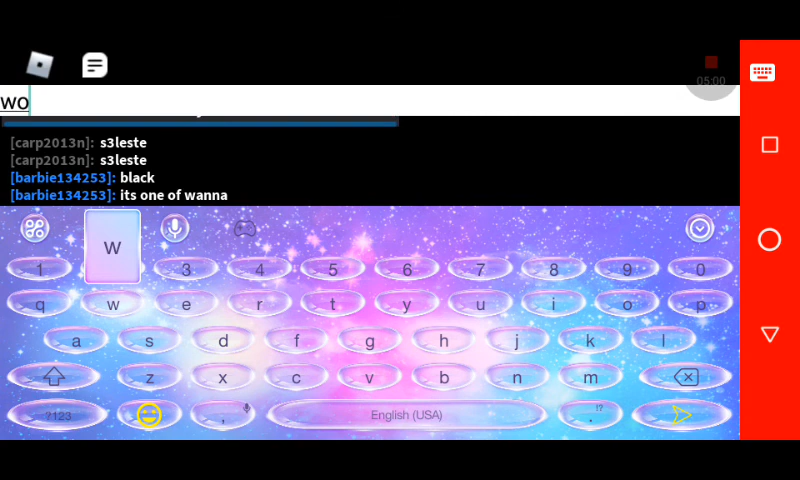 05:00
wo
[carp2013n]: s3leste
[carp2013n]: s3leste
[barbie134253]: black
[barbie134253]: its one of wanna
w
1 3 4 5 6 7 8 9 0
q w e r t y u i o p
a s d f g h j k l
z x c v b n m
?123 , English (USA) . !?